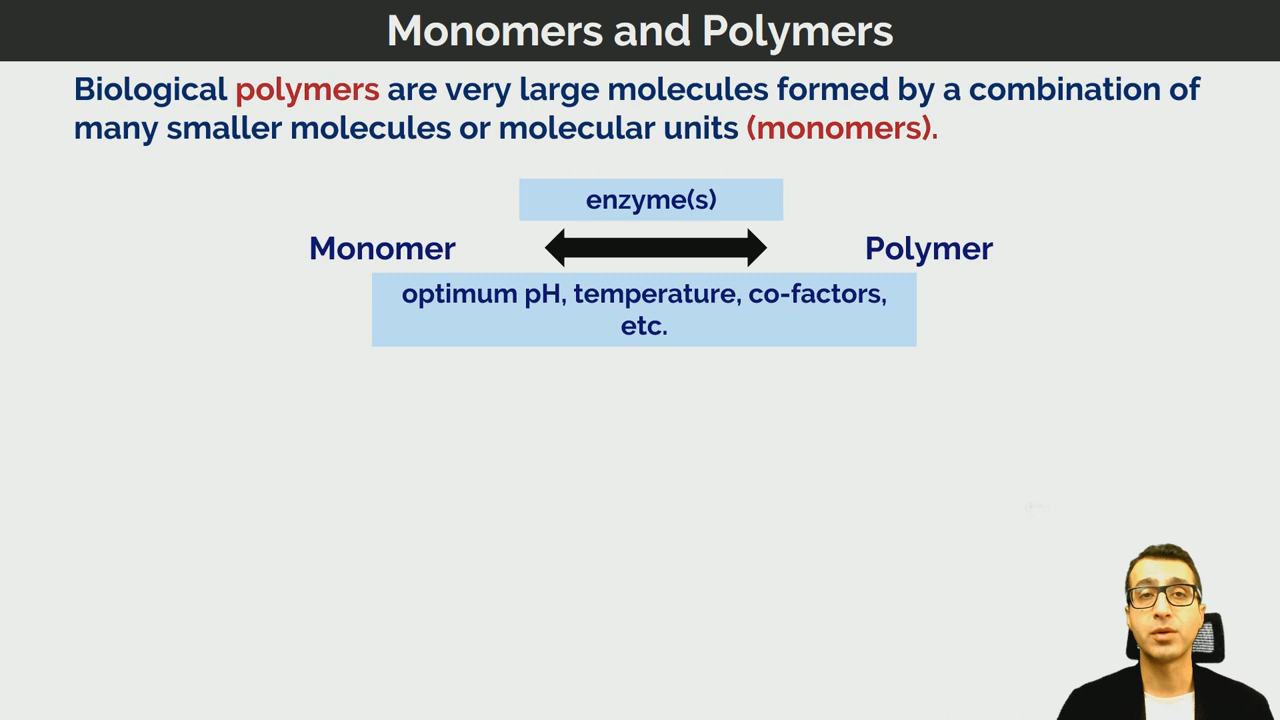 Monomers and Polymers
Biological polymers are very large molecules formed by a combination of
many smaller molecules or molecular units (monomers).
enzyme(s)
Monomer
Polymer
optimum pH, temperature, co-factors,
etc.